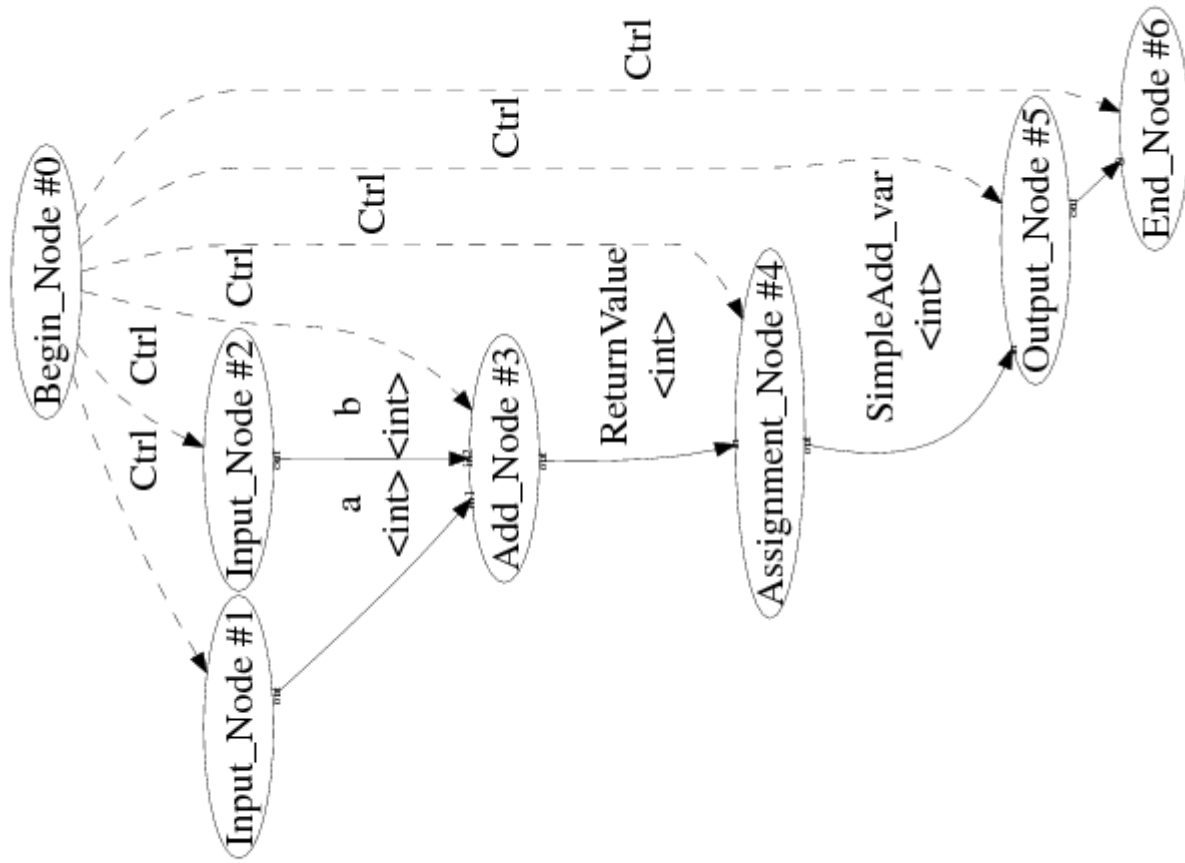 Begin_Node #0
Ctrl
Ctrl
Ctrl
Ctrl
Ctrl
Ctrl
Input_Node #1
Input_Node #2
a
<int>
b
<int>
Add_Node #3
ReturnValue
<int>
Assignment_Node #4
SimpleAdd_var
<int>
Output_Node #5
End_Node #6